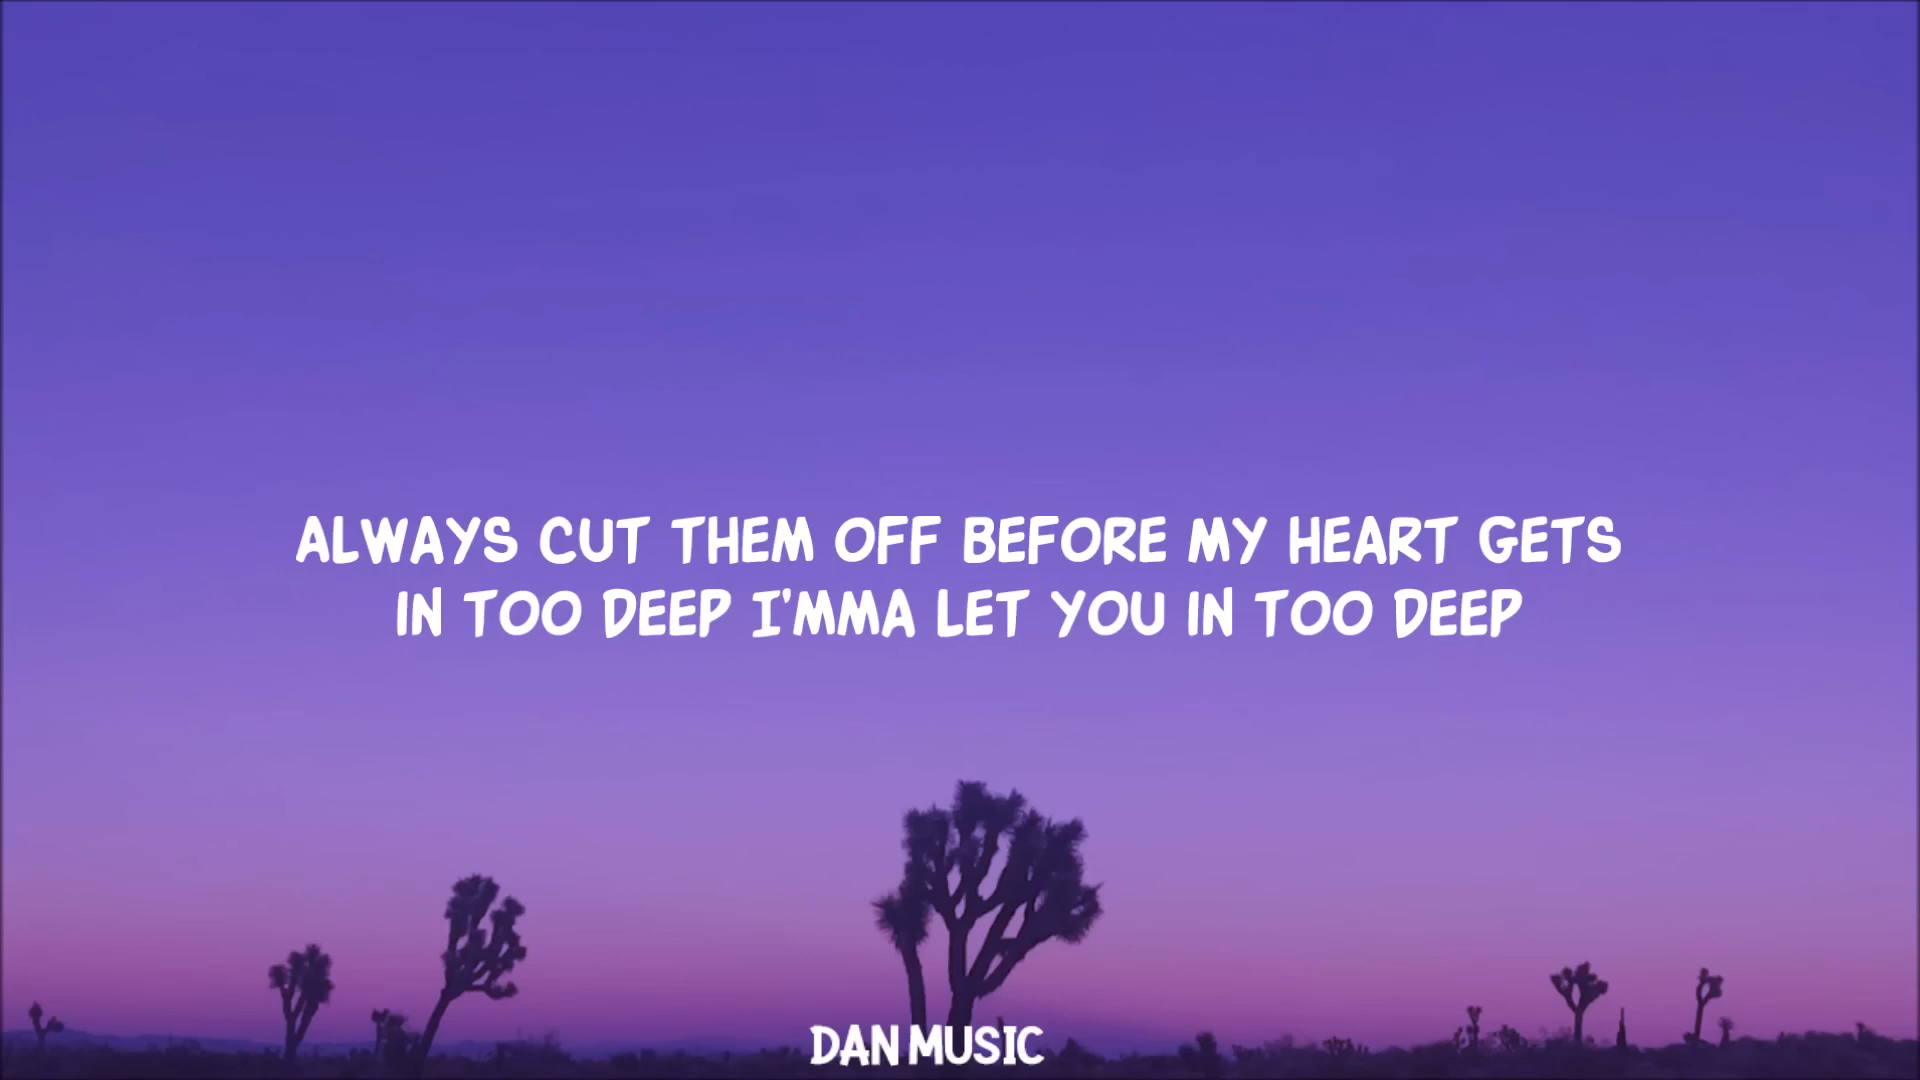 ALWAYS CUT THEM OFF BEFORE MY HEART GETS
IN TOO DEEP I'MMA LET YOU IN TOO DEEP
DAN MUSIC